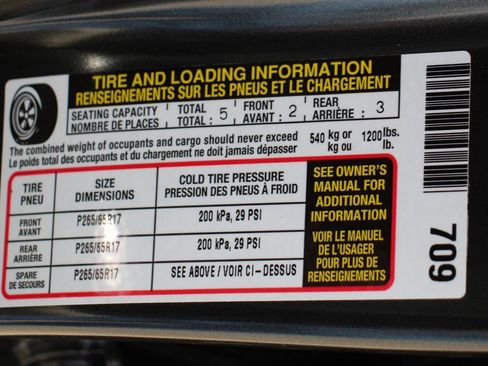 TIRE AND LOADING INFORMATION
RENSEIGNEMENTS SUR LES PNEUS ET LE CHARGEMENT
SEATING CAPACITY TOTAL FRONT REAR
NOMBRE DE PLACES TOTAL : 5 AVANT : 2 ARRIÈRE : 3
The combined weight of occupants and cargo should never exceed 540 kg or 1200 lbs.
Le poids total des occupants et du chargement ne doit jamais dépasser kg ou lb.
TIRE SIZE COLD TIRE PRESSURE
PNEU DIMENSIONS PRESSION DES PNEUS À FROID
FRONT
AVANT P265/65R17 200 kPa, 29 PSI
REAR
ARRIÈRE P265/65R17 200 kPa, 29 PSI
SPARE
DE SECOURS P265/65R17 SEE ABOVE / VOIR CI-DESSUS
SEE OWNER'S
MANUAL FOR
ADDITIONAL
INFORMATION
VOIR LE MANUEL
DE L'USAGER
POUR PLUS DE
RENSEIGNEMENTS
709